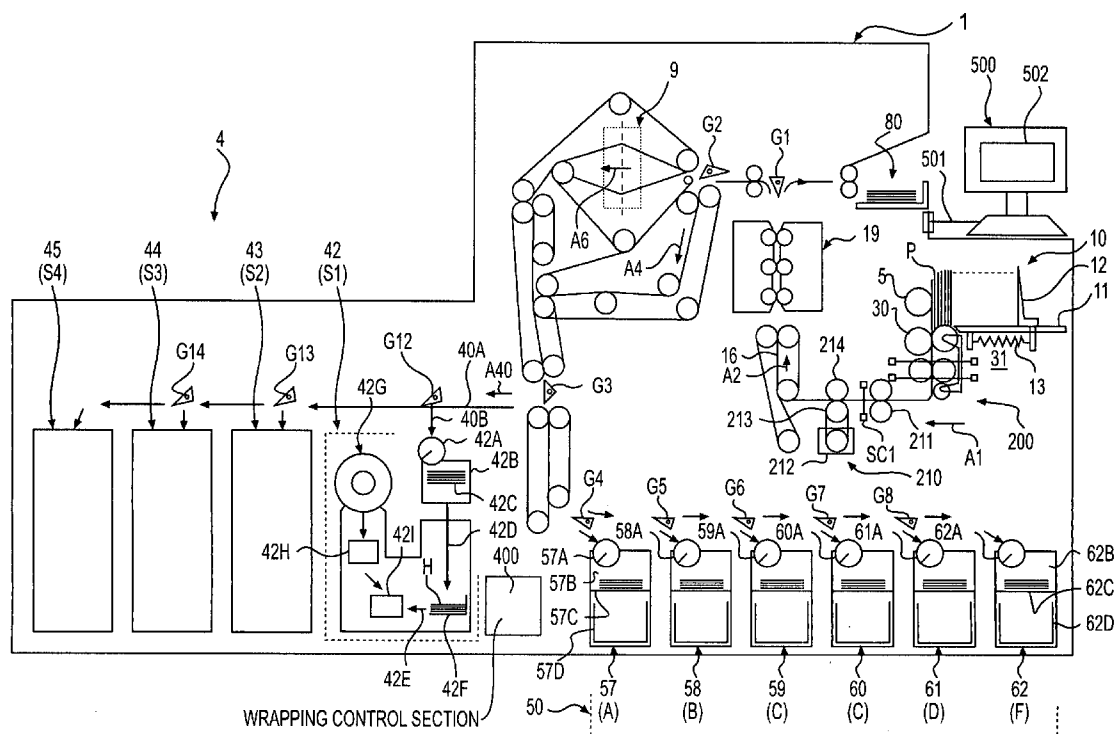 1
500
502
9
G2
G1
80
4
501
A6
19
10
12
P
11
A4
5
45
(S4)
44
(S3)
43
(S2)
42
(S1)
30
G12
40A
A40
G3
16
A2
214
31
13
G14
G13
42G
40B
42A
213
SC1
211
200
A1
42B
212
210
42C
G4
G5
G6
G7
G8
42I
42D
58A
59A
60A
61A
62A
57A
42H
H
400
57B
62B
57C
62C
57D
62D
42E
42F
WRAPPING CONTROL SECTION
50
57
(A)
58
(B)
59
(C)
60
(C)
61
(D)
62
(F)